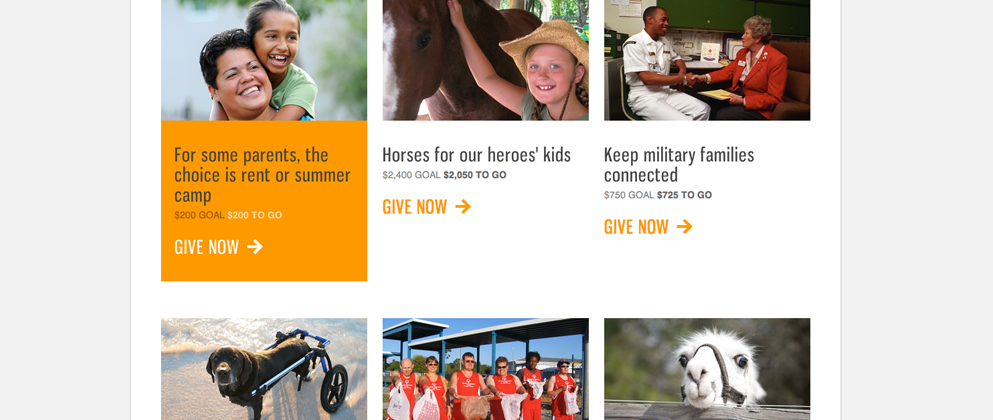 For some parents, the
choice is rent or summer
camp
$200 GOAL $200 TO GO
GIVE NOW
Horses for our heroes' kids
$2,400 GOAL $2,050 TO GO
GIVE NOW
Keep military families
connected
$750 GOAL $725 TO GO
GIVE NOW